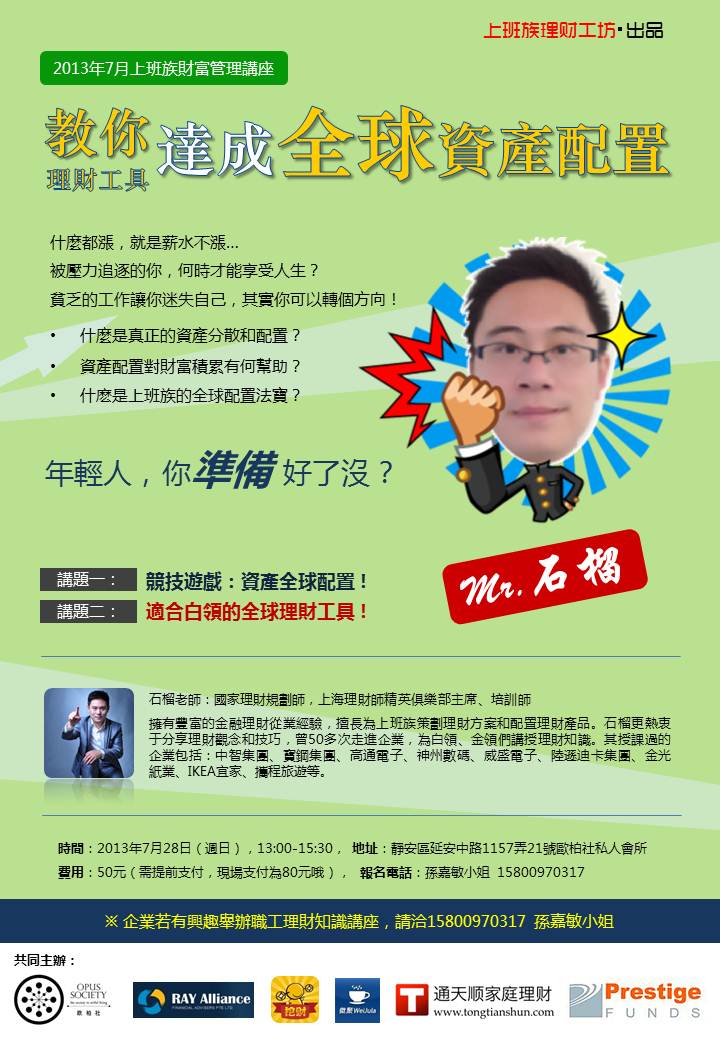 上班族理财工坊·出品
2013年7月上班族財富管理講座
教你 達成全球資產配置
理財工具
什麼都漲，就是薪水不漲…
被壓力追逐的你，何時才能享受人生？
貧乏的工作讓你迷失自己，其實你可以轉個方向！
• 什麼是真正的資產分散和配置？
• 資產配置對財富積累有何幫助？
• 什麽是上班族的全球配置法寶？
年輕人，你準備好了沒？
Mr.石榴
講題一： 競技遊戲：資產全球配置！
講題二： 適合白領的全球理財工具！
石榴老師：國家理財規劃師，上海理財師精英俱樂部主席、培訓師
擁有豐富的金融理財從業經驗，擅長為上班族策劃理財方案和配置理財產品。石榴更熱衷
于分享理財觀念和技巧，曾50多次走進企業，為白領、金領們講授理財知識。其授課過的
企業包括：中智集團、寶鋼集團、高通電子、神州數碼、威盛電子、陸遜迪卡集團、金光
紙業、IKEA宜家、攜程旅遊等。
時間：2013年7月28日（週日），13:00-15:30， 地址：靜安區延安中路1157弄21號歐柏社私人會所
費用：50元（需提前支付，現場支付為80元哦）， 報名電話：孫嘉敏小姐 15800970317
※ 企業若有興趣舉辦職工理財知識講座，請洽15800970317 孫嘉敏小姐
共同主辦：
OPUS
SOCIETY
欧柏社
RAY Alliance
FINANCIAL ADVISERS PTE LTD
挖财
微聚WeiJula
通天顺家庭理财
www.tongtianshun.com
Prestige
FUNDS